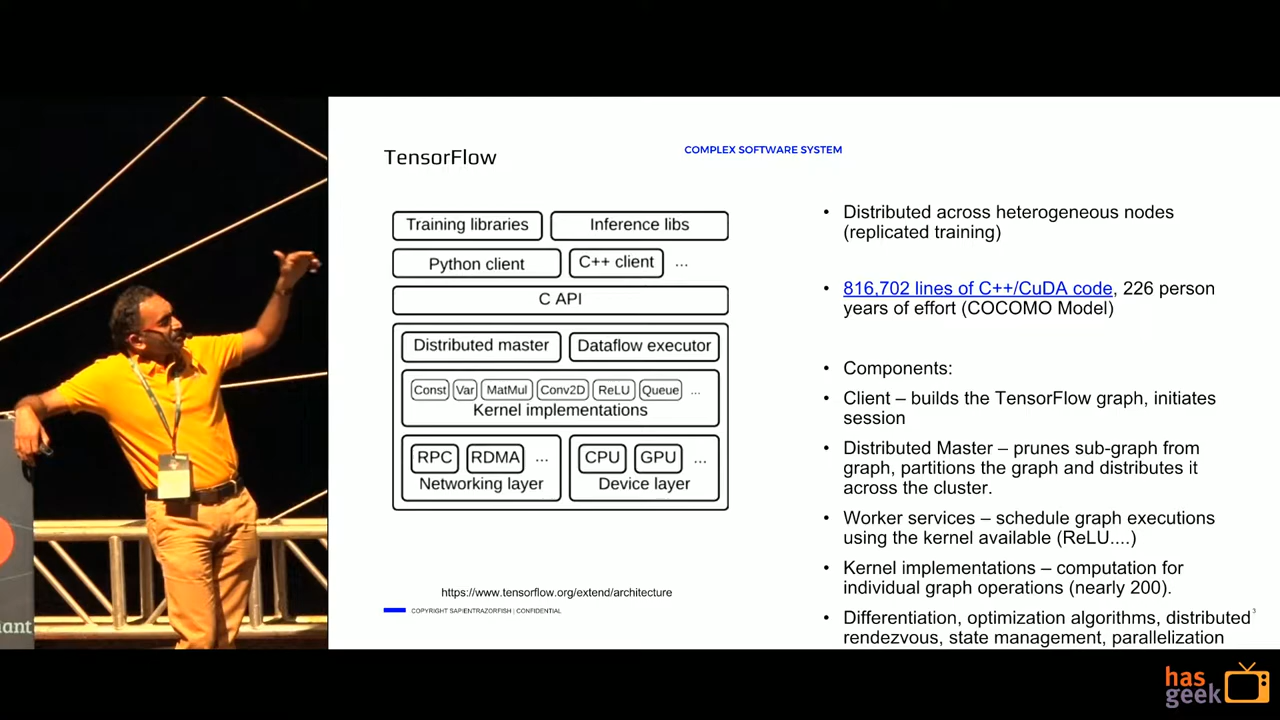 TensorFlow
COMPLEX SOFTWARE SYSTEM
Training libraries
Inference libs
Python client
C++ client
...
C API
Distributed master
Dataflow executor
Const
Var
MatMul
Conv2D
ReLU
Queue
...
Kernel implementations
RPC
RDMA
...
Networking layer
CPU
GPU
...
Device layer
https://www.tensorflow.org/extend/architecture
COPYRIGHT SAPIENTRAZORFISH | CONFIDENTIAL
• Distributed across heterogeneous nodes
(replicated training)
• 816,702 lines of C++/CuDA code, 226 person
years of effort (COCOMO Model)
• Components:
• Client – builds the TensorFlow graph, initiates
session
• Distributed Master – prunes sub-graph from
graph, partitions the graph and distributes it
across the cluster.
• Worker services – schedule graph executions
using the kernel available (ReLU....)
• Kernel implementations – computation for
individual graph operations (nearly 200).
• Differentiation, optimization algorithms, distributed
rendezvous, state management, parallelization
3
iant
has
geek